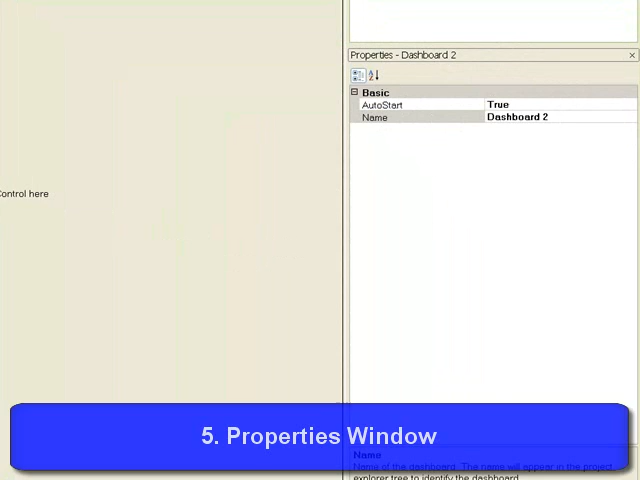 Properties - Dashboard 2
Basic
AutoStart True
Name Dashboard 2
Control here
5. Properties Window
Name
Name of the dashboard. The name will appear in the project
explorer tree to identify the dashboard.